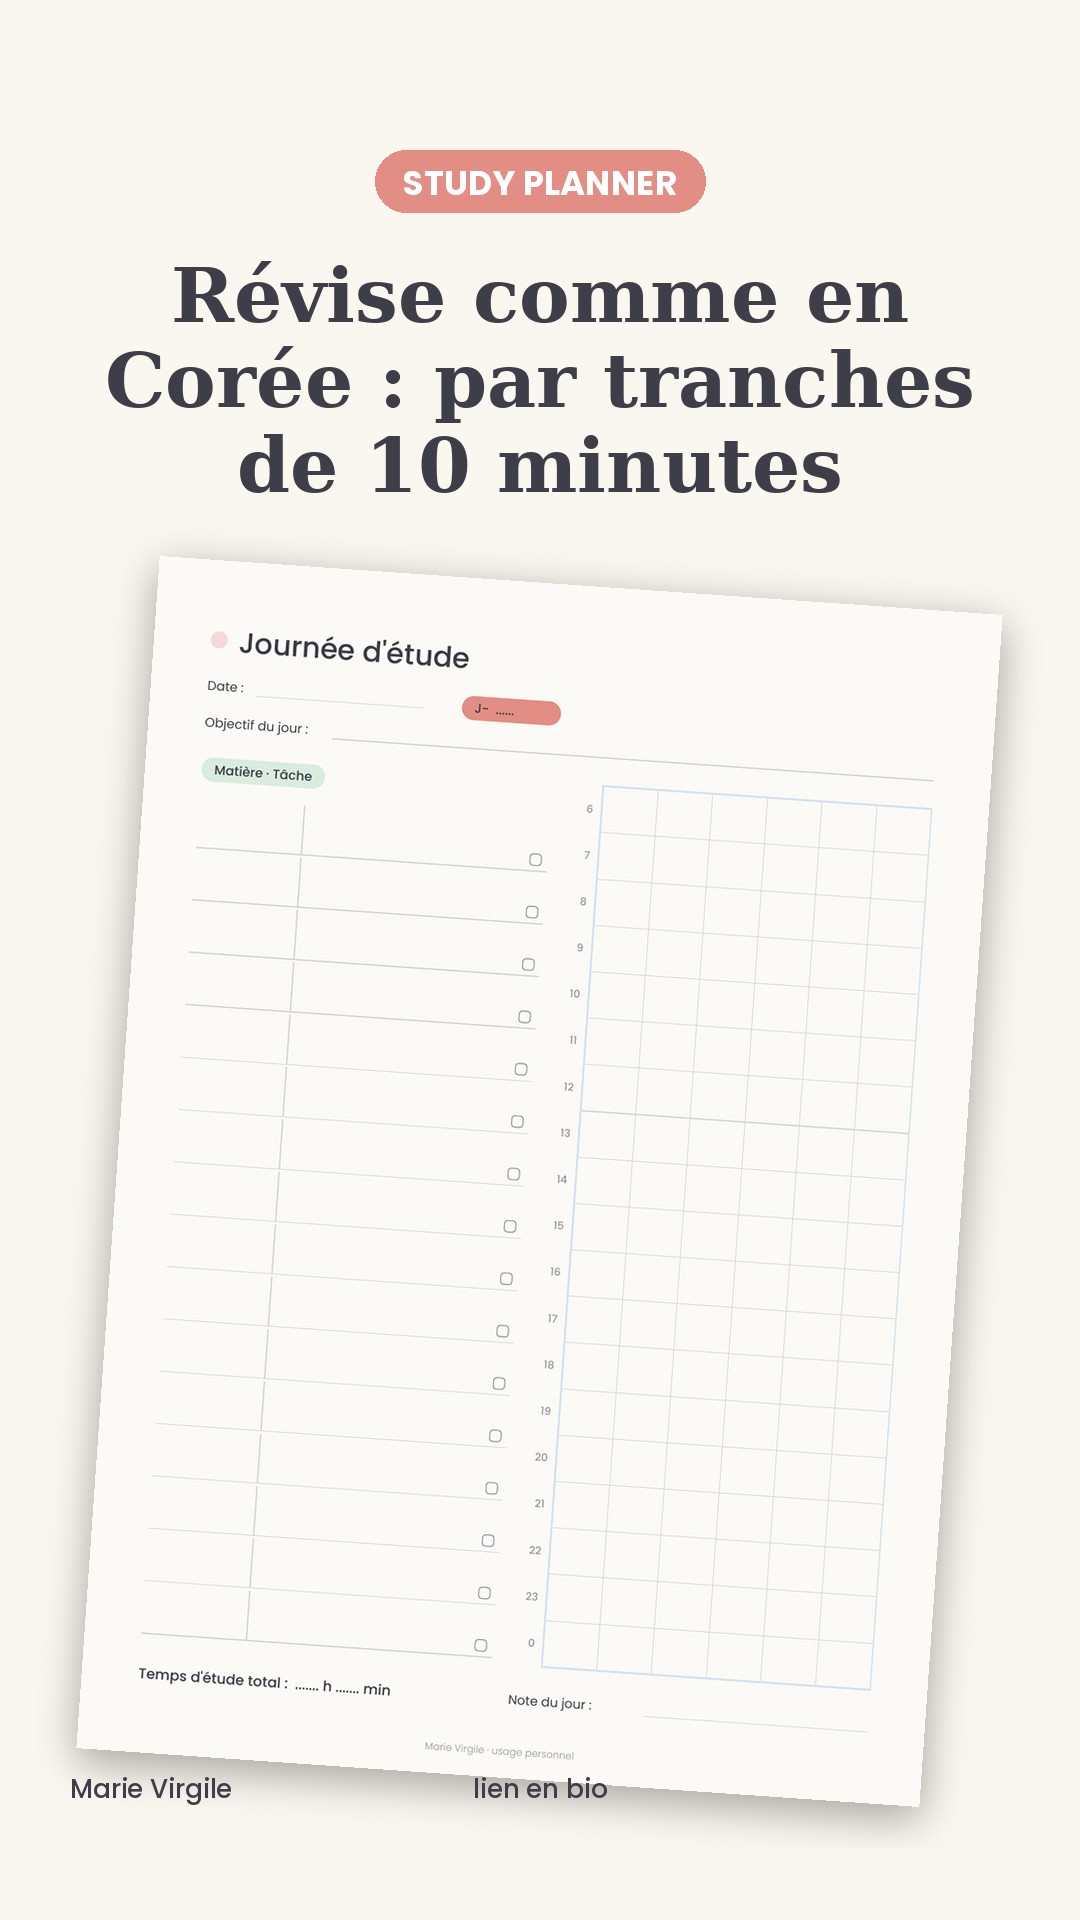 STUDY PLANNER
Révise comme en
Corée : par tranches
de 10 minutes
Journée d'étude
Date :
J- ......
Objectif du jour :
Matière · Tâche
6
7
8
9
10
11
12
13
14
15
16
17
18
19
20
21
22
23
0
Temps d'étude total : ....... h ....... min
Note du jour :
Marie Virgile · usage personnel
Marie Virgile
lien en bio